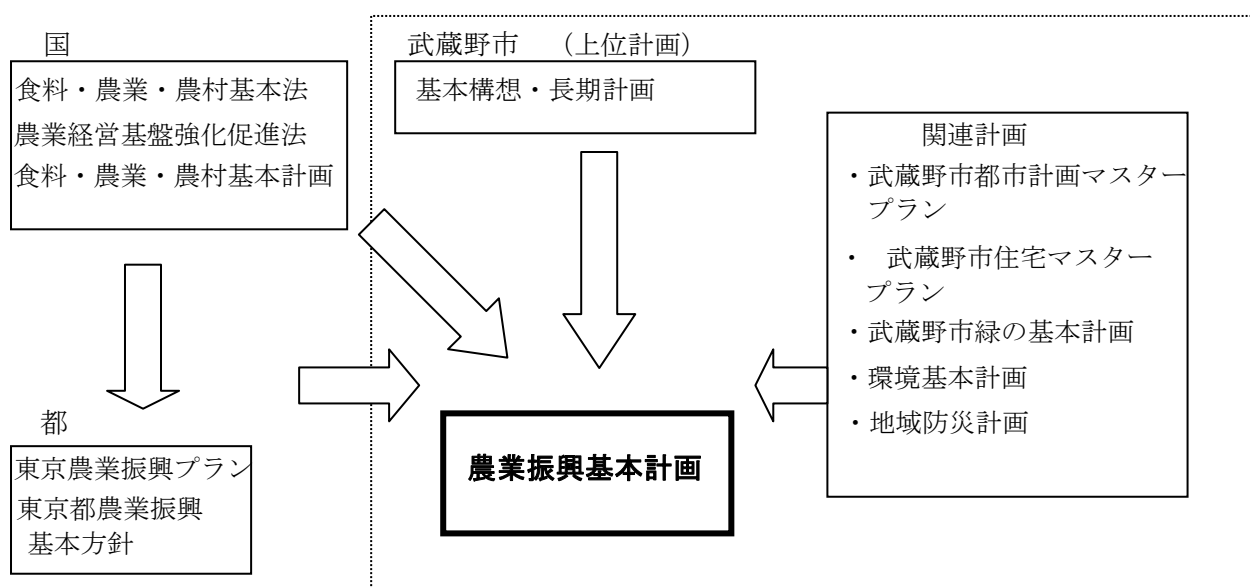 国
食料・農業・農村基本法
農業経営基盤強化促進法
食料・農業・農村基本計画
都
東京農業振興プラン
東京都農業振興
基本方針
武蔵野市 (上位計画)
基本構想・長期計画
農業振興基本計画
関連計画
・武蔵野市都市計画マスター
プラン
・ 武蔵野市住宅マスター
プラン
・武蔵野市緑の基本計画
・環境基本計画
・地域防災計画